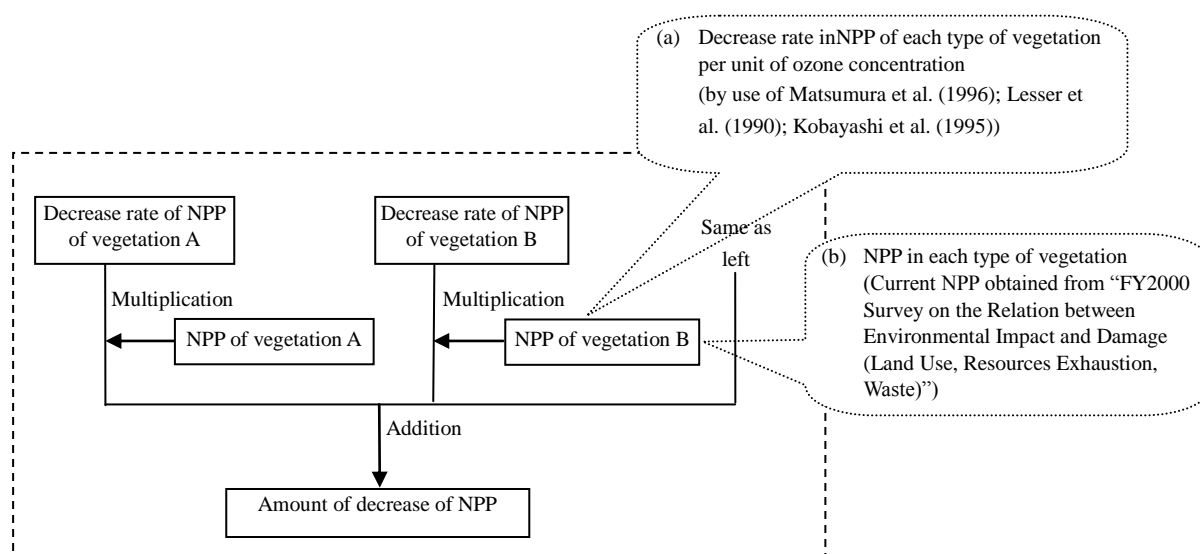 (a) Decrease rate inNPP of each type of vegetation
per unit of ozone concentration
(by use of Matsumura et al. (1996); Lesser et
al. (1990); Kobayashi et al. (1995))
Decrease rate of NPP
of vegetation A
Decrease rate of NPP
of vegetation B
Same as
left
(b) NPP in each type of vegetation
(Current NPP obtained from “FY2000
Survey on the Relation between
Environmental Impact and Damage
(Land Use, Resources Exhaustion,
Waste)”)
Multiplication
Multiplication
NPP of vegetation A
NPP of vegetation B
Addition
Amount of decrease of NPP